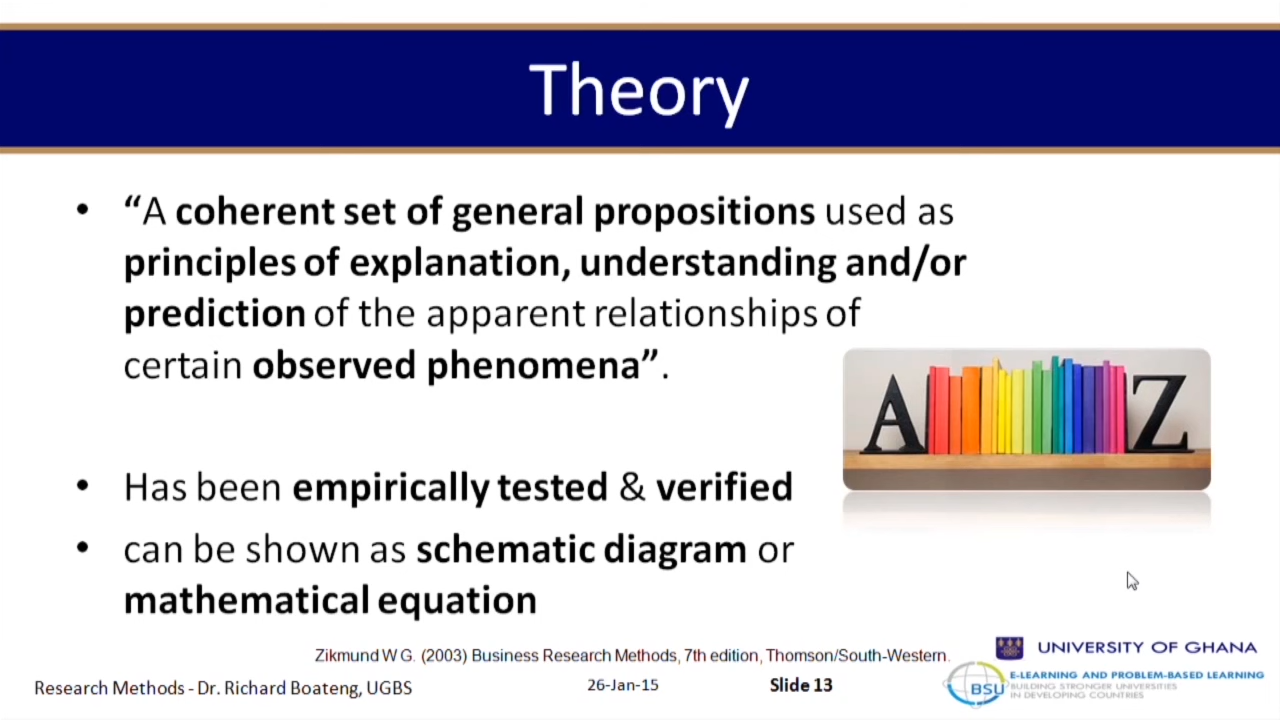 Theory
• “A coherent set of general propositions used as
principles of explanation, understanding and/or
prediction of the apparent relationships of
certain observed phenomena”.
A Z
• Has been empirically tested & verified
• can be shown as schematic diagram or
mathematical equation
Zikmund W G. (2003) Business Research Methods, 7th edition, Thomson/South-Western.
UNIVERSITY OF GHANA
Research Methods - Dr. Richard Boateng, UGBS
26-Jan-15
Slide 13
BSU
E-LEARNING AND PROBLEM-BASED LEARNING
BUILDING STRONGER UNIVERSITIES
IN DEVELOPING COUNTRIES